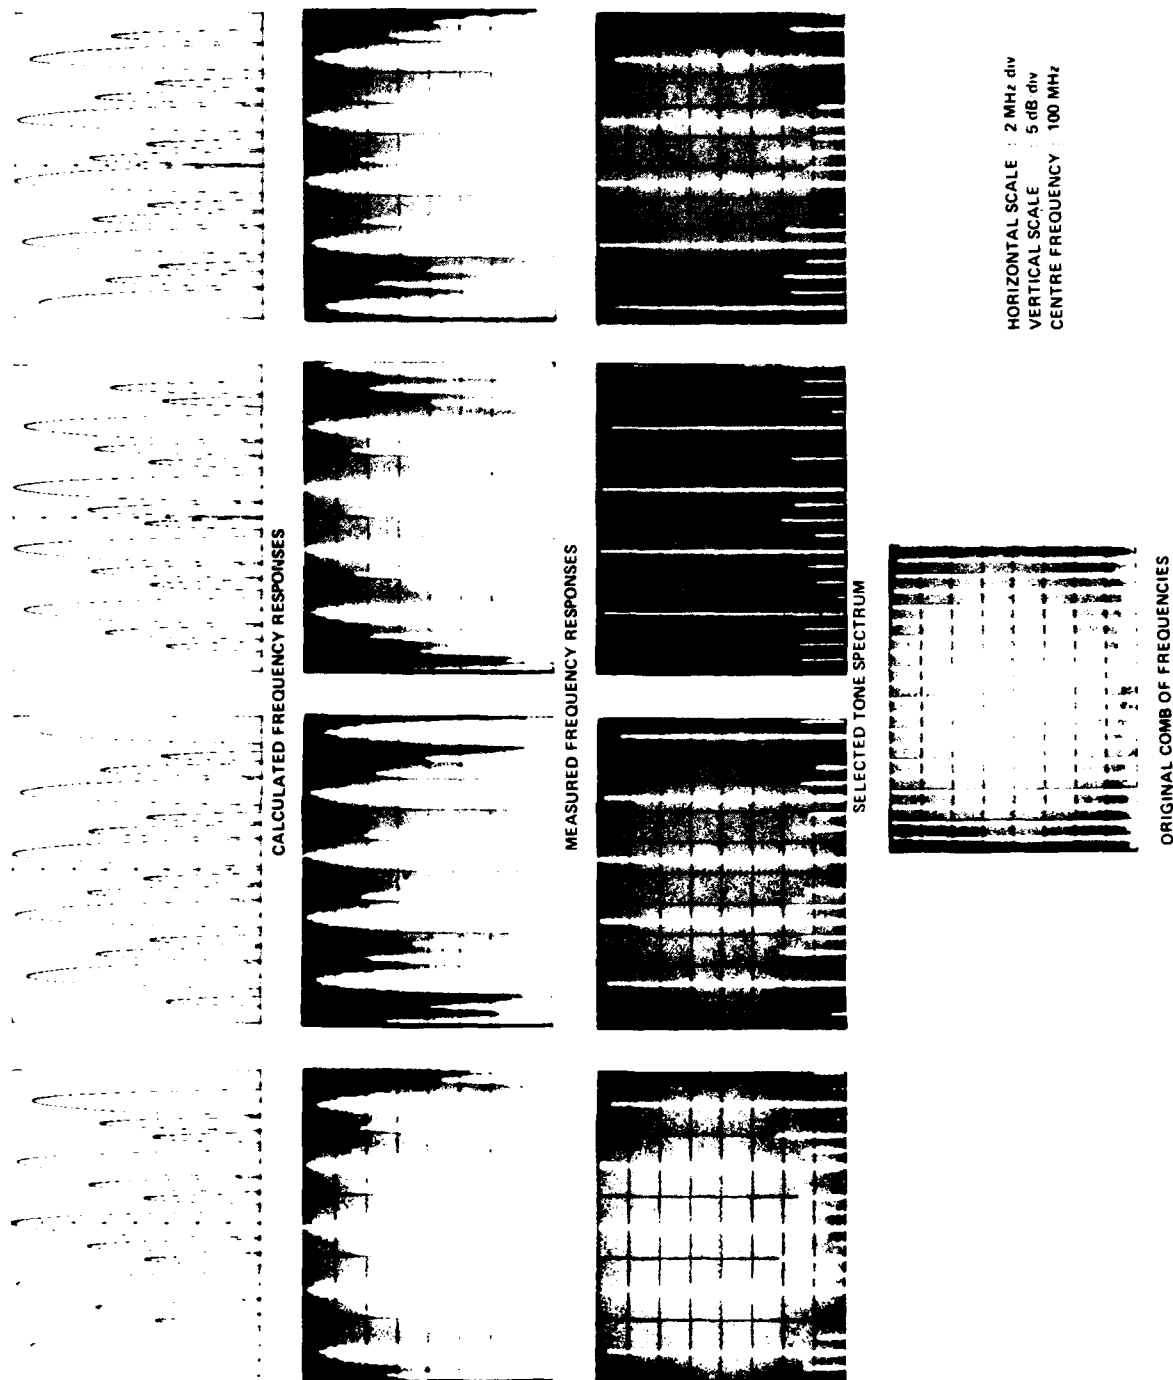 CALCULATED FREQUENCY RESPONSES
MEASURED FREQUENCY RESPONSES
SELECTED TONE SPECTRUM
ORIGINAL COMB OF FREQUENCIES
HORIZONTAL SCALE : 2 MHz div
VERTICAL SCALE : 5 dB div
CENTRE FREQUENCY : 100 MHz